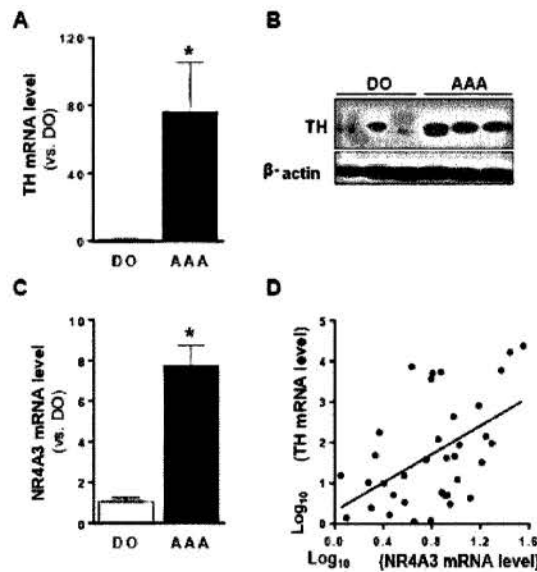 A
TH mRNA level
(vs. DO)
120
80
40
0
*
DO AAA
B
DO AAA
TH
β-actin
C
NR4A3 mRNA level
(vs. DO)
8
6
4
2
0
*
DO AAA
D
Log10 (TH mRNA level)
5
4
3
2
1
0
0.0 0.4 0.8 1.2 1.6
Log10 (NR4A3 mRNA level)